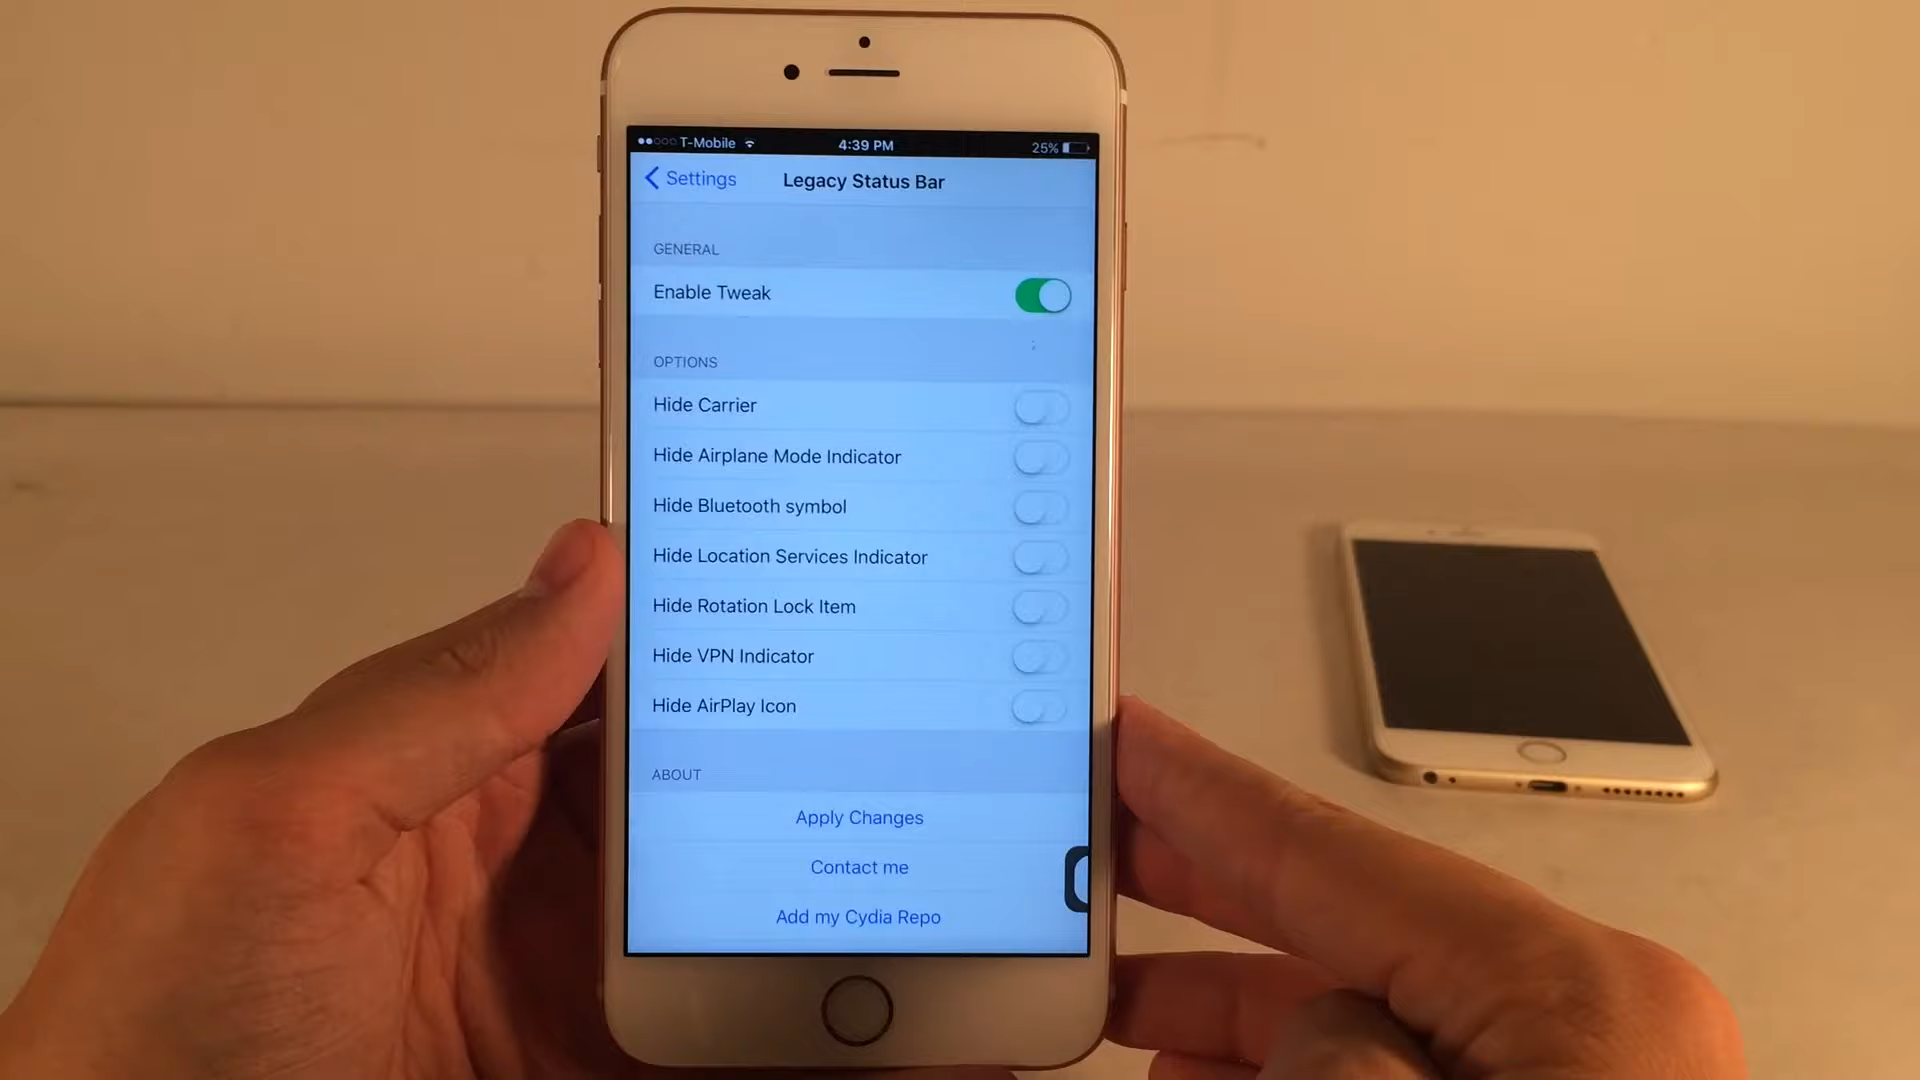 T-Mobile 4:39 PM 25%
Settings Legacy Status Bar
GENERAL
Enable Tweak
OPTIONS
Hide Carrier
Hide Airplane Mode Indicator
Hide Bluetooth symbol
Hide Location Services Indicator
Hide Rotation Lock Item
Hide VPN Indicator
Hide AirPlay Icon
ABOUT
Apply Changes
Contact me
Add my Cydia Repo